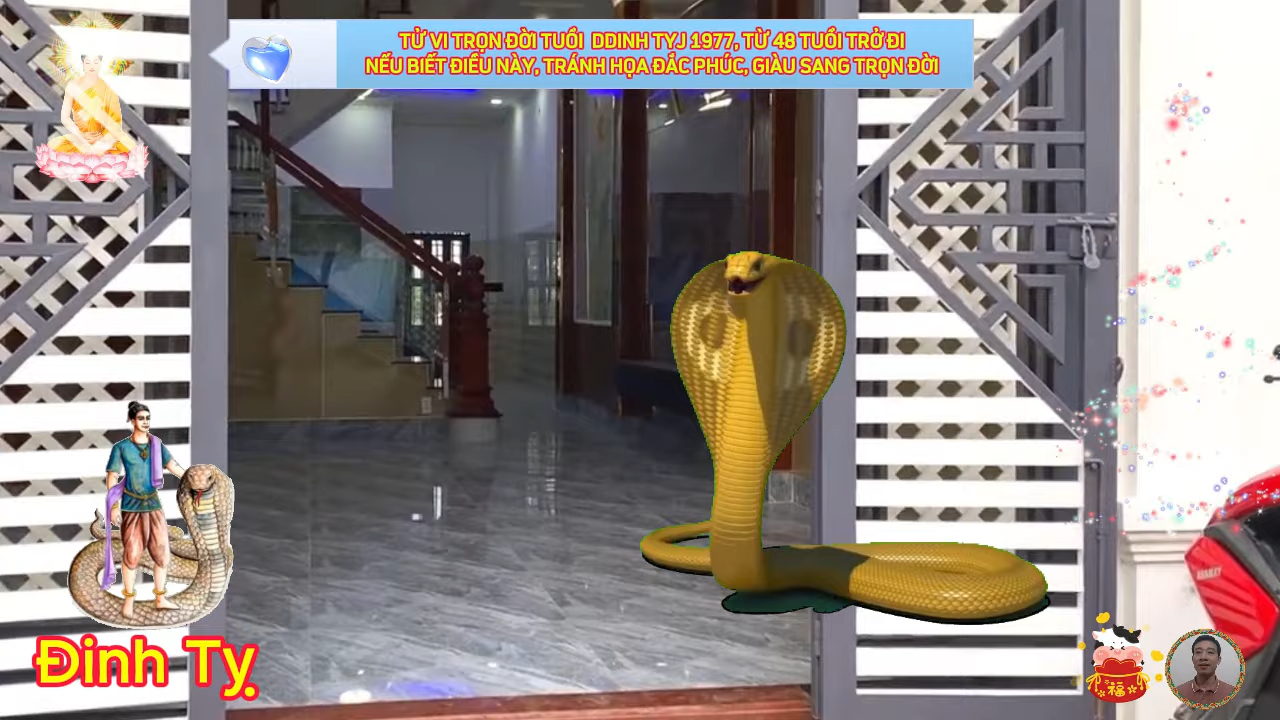 TỬ VI TRỌN ĐỜI TUỔI DDINH TYJ 1977, TỪ 48 TUỔI TRỞ ĐI
NẾU BIẾT ĐIỀU NÀY, TRÁNH HỌA ĐẮC PHÚC, GIÀU SANG TRỌN ĐỜI
Đinh Tỵ
福